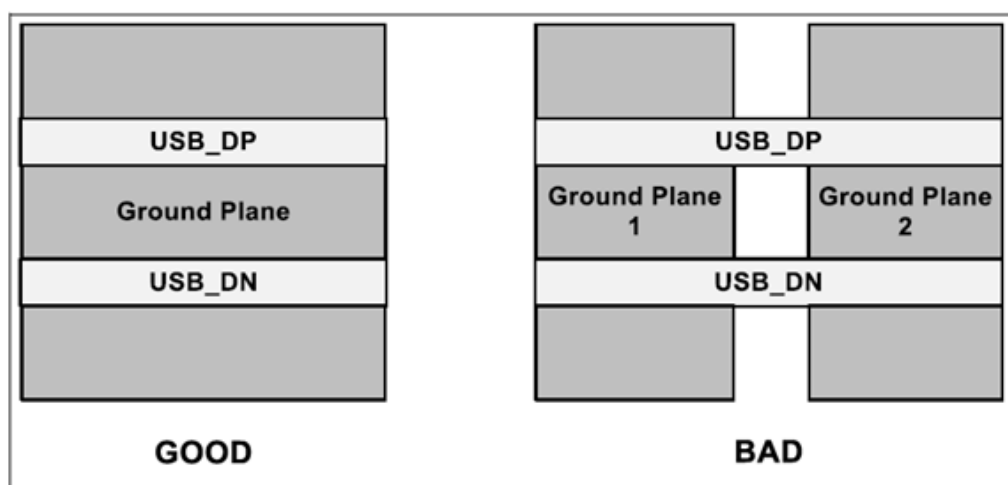 USB_DP
Ground Plane
USB_DN
GOOD
USB_DP
Ground Plane
1
Ground Plane
2
USB_DN
BAD